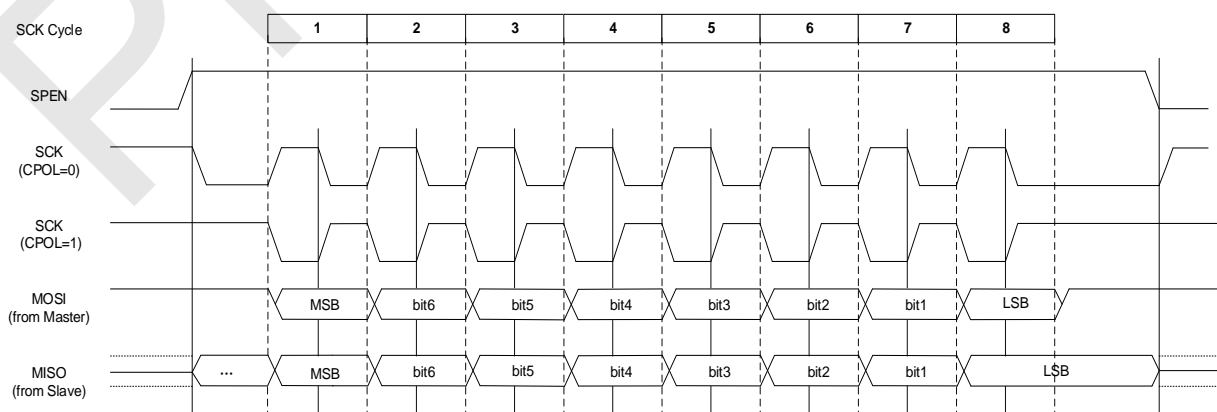 SCK Cycle 1 2 3 4 5 6 7 8
SPEN
SCK
(CPOL=0)
SCK
(CPOL=1)
MOSI
(from Master)
MSB bit6 bit5 bit4 bit3 bit2 bit1 LSB
MISO
(from Slave)
... MSB bit6 bit5 bit4 bit3 bit2 bit1 LSB